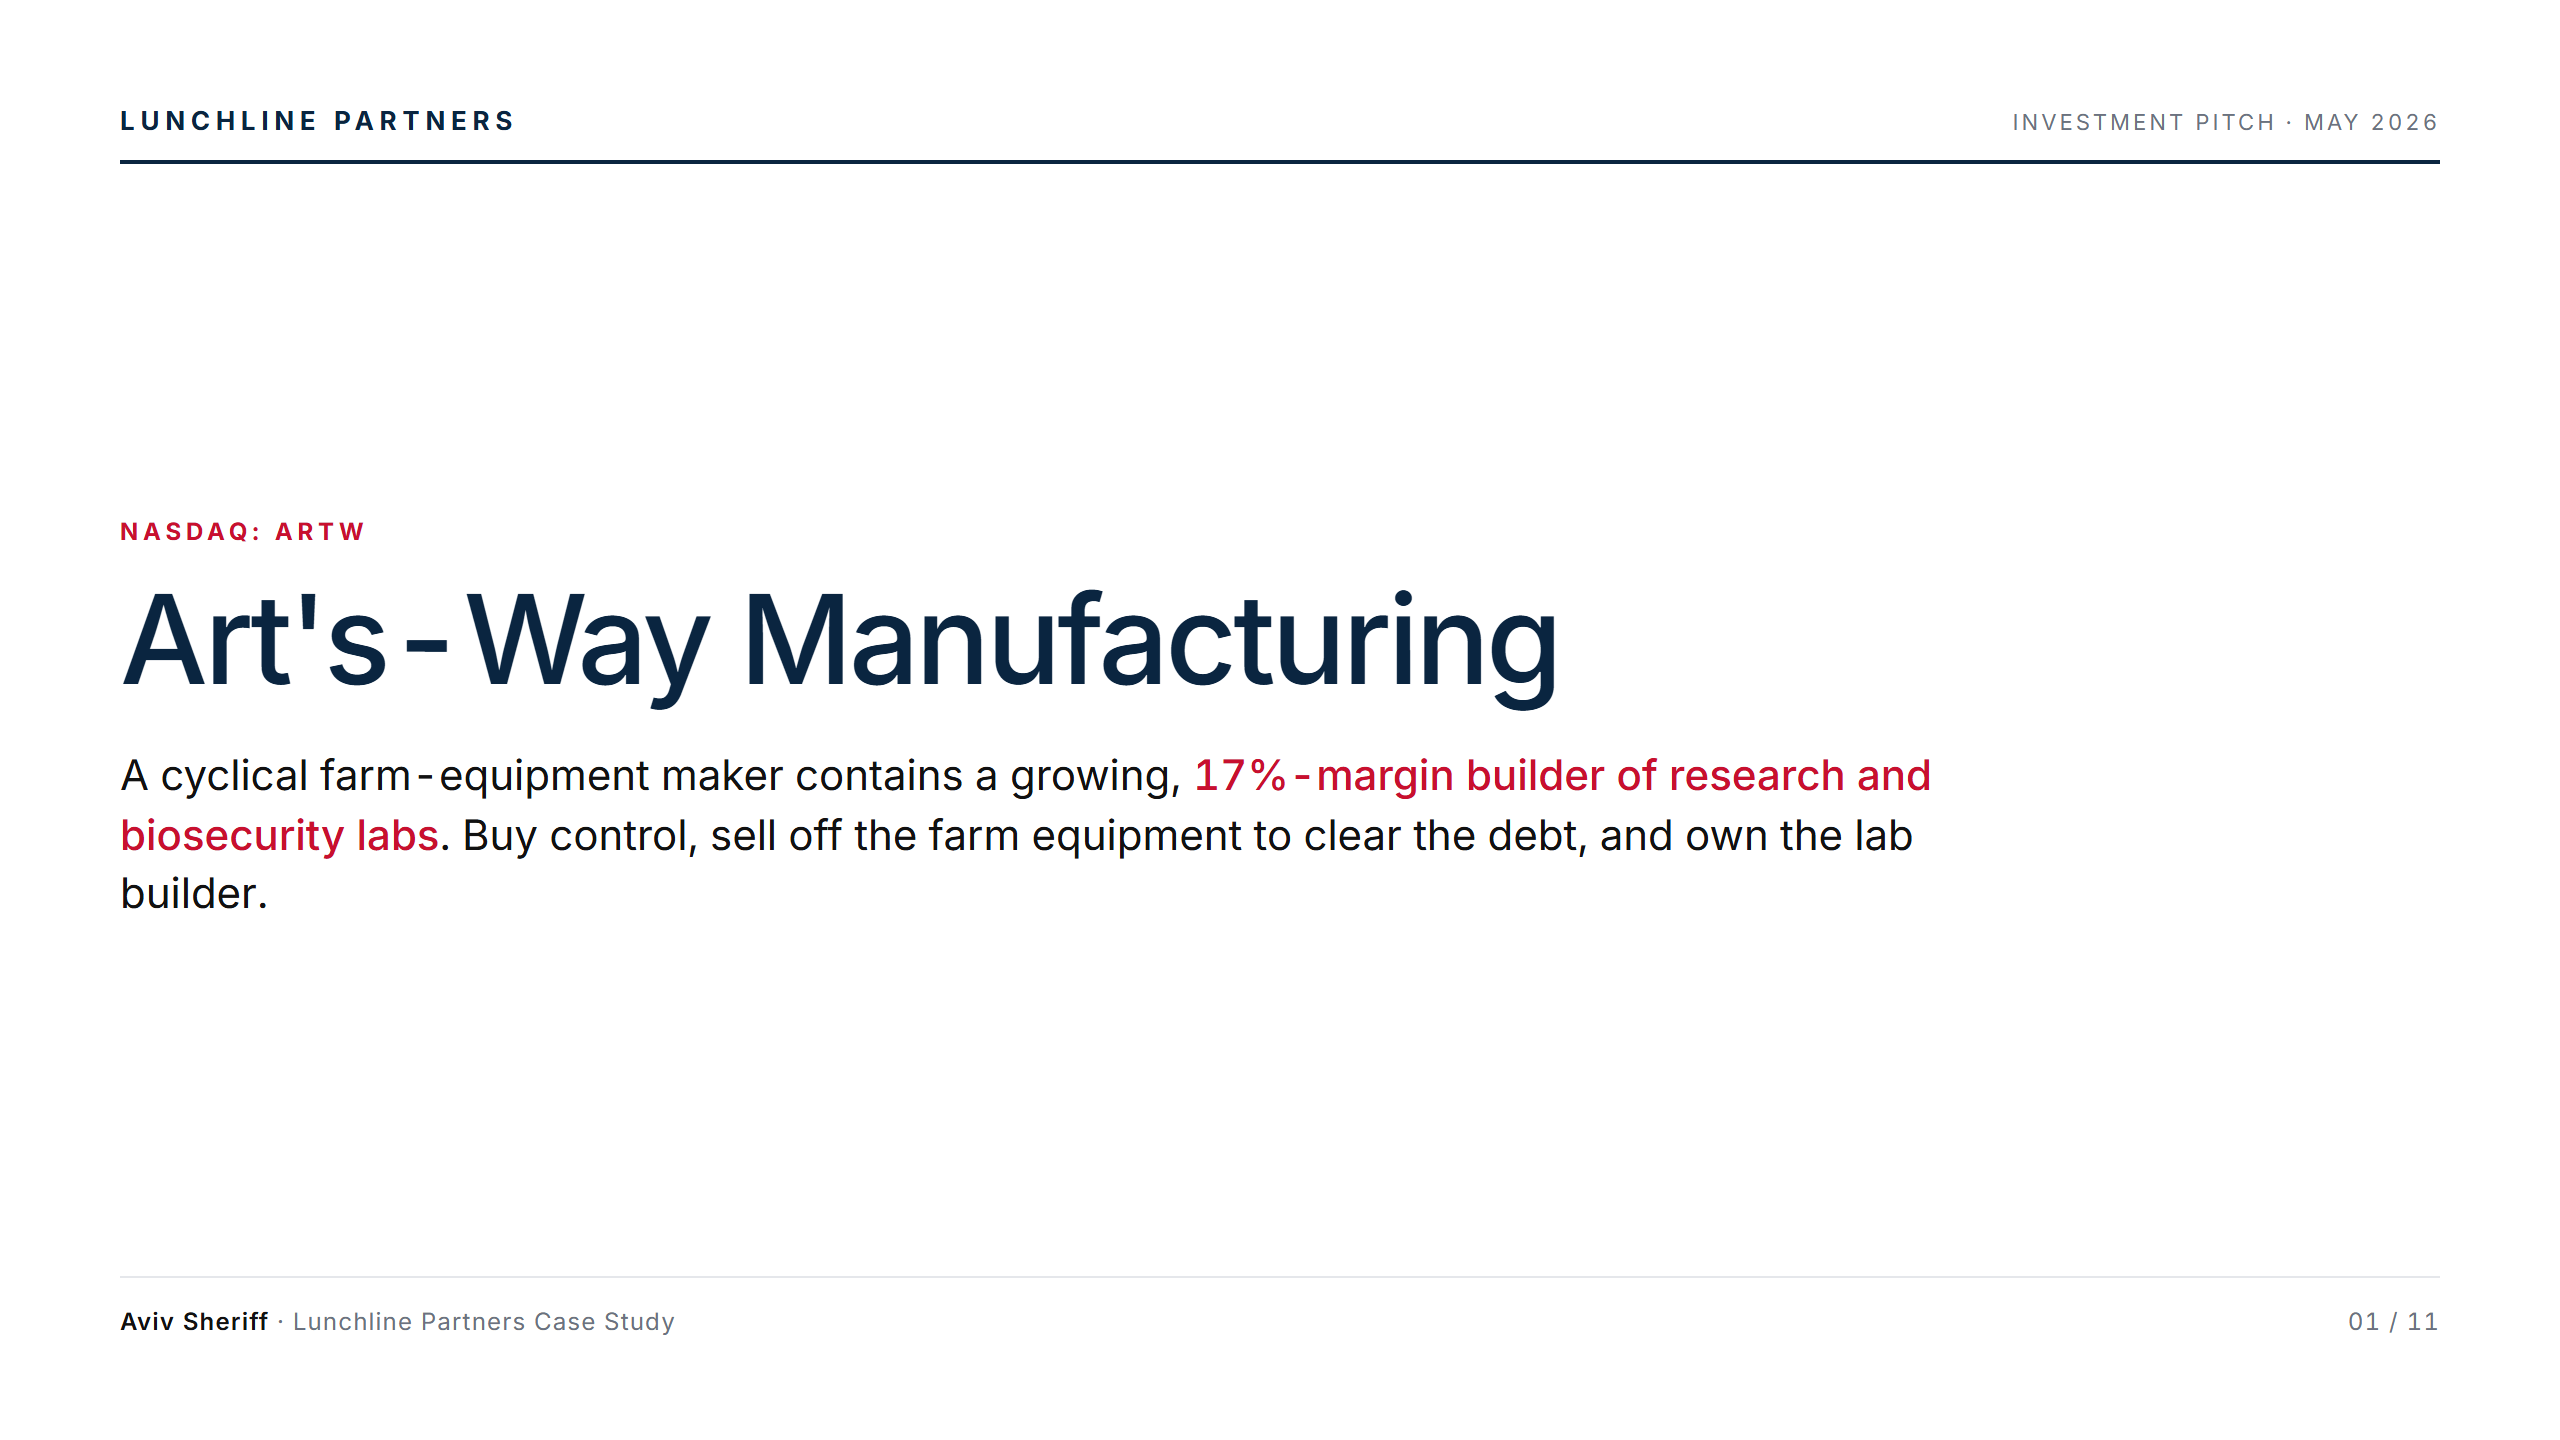 LUNCHLINE PARTNERS
INVESTMENT PITCH · MAY 2026
NASDAQ: ARTW
Art's-Way Manufacturing
A cyclical farm-equipment maker contains a growing, 17%-margin builder of research and
biosecurity labs. Buy control, sell off the farm equipment to clear the debt, and own the lab
builder.
Aviv Sheriff · Lunchline Partners Case Study
01 / 11